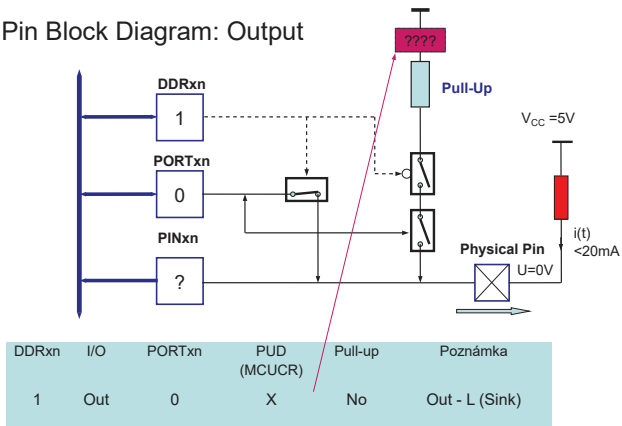 Pin Block Diagram: Output
????
DDRxn
Pull-Up
1
V_CC =5V
PORTxn
0
PINxn
i(t)
<20mA
Physical Pin
U=0V
?
DDRxn I/O PORTxn PUD Pull-up Poznámka
(MCUCR)
1 Out 0 X No Out - L (Sink)